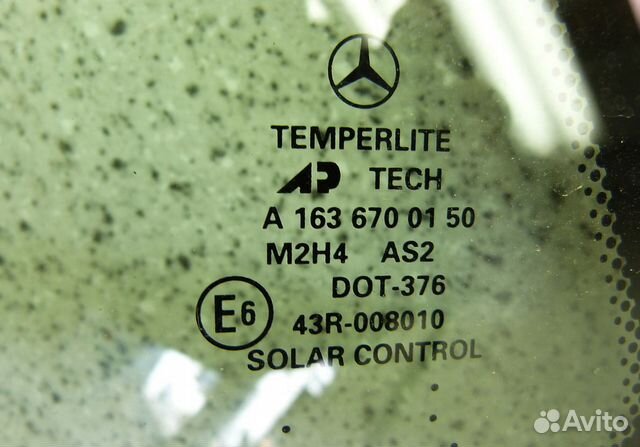 TEMPERLITE
AP TECH
A 163 670 01 50
M2H4 AS2
DOT-376
E6 43R-008010
SOLAR CONTROL
Avito